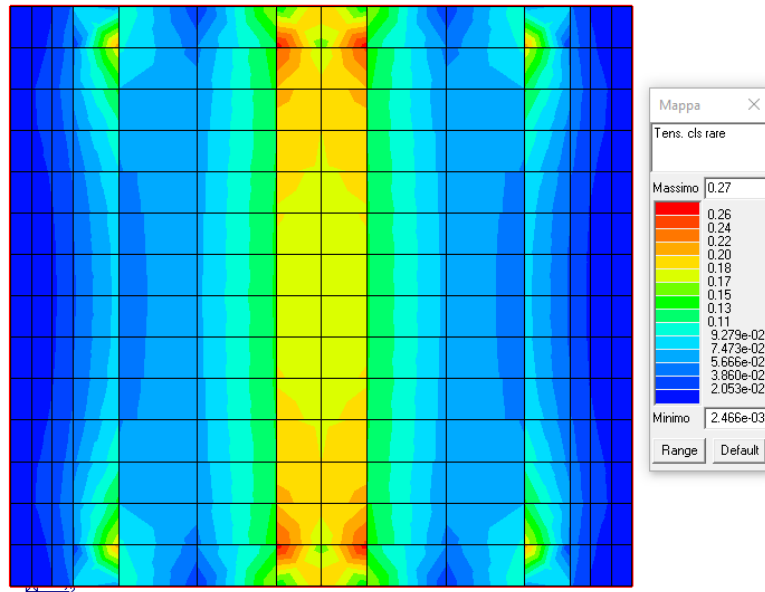 Mappa
Tens. cls rare
Massimo 0.27
0.26
0.24
0.22
0.20
0.18
0.17
0.15
0.13
0.11
9.279e-02
7.473e-02
5.666e-02
3.860e-02
2.053e-02
Minimo 2.466e-03
Range Default